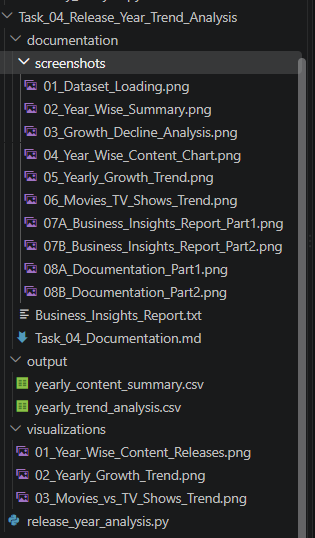 Task_04_Release_Year_Trend_Analysis
documentation
screenshots
01_Dataset_Loading.png
02_Year_Wise_Summary.png
03_Growth_Decline_Analysis.png
04_Year_Wise_Content_Chart.png
05_Yearly_Growth_Trend.png
06_Movies_TV_Shows_Trend.png
07A_Business_Insights_Report_Part1.png
07B_Business_Insights_Report_Part2.png
08A_Documentation_Part1.png
08B_Documentation_Part2.png
Business_Insights_Report.txt
Task_04_Documentation.md
output
yearly_content_summary.csv
yearly_trend_analysis.csv
visualizations
01_Year_Wise_Content_Releases.png
02_Yearly_Growth_Trend.png
03_Movies_vs_TV_Shows_Trend.png
release_year_analysis.py